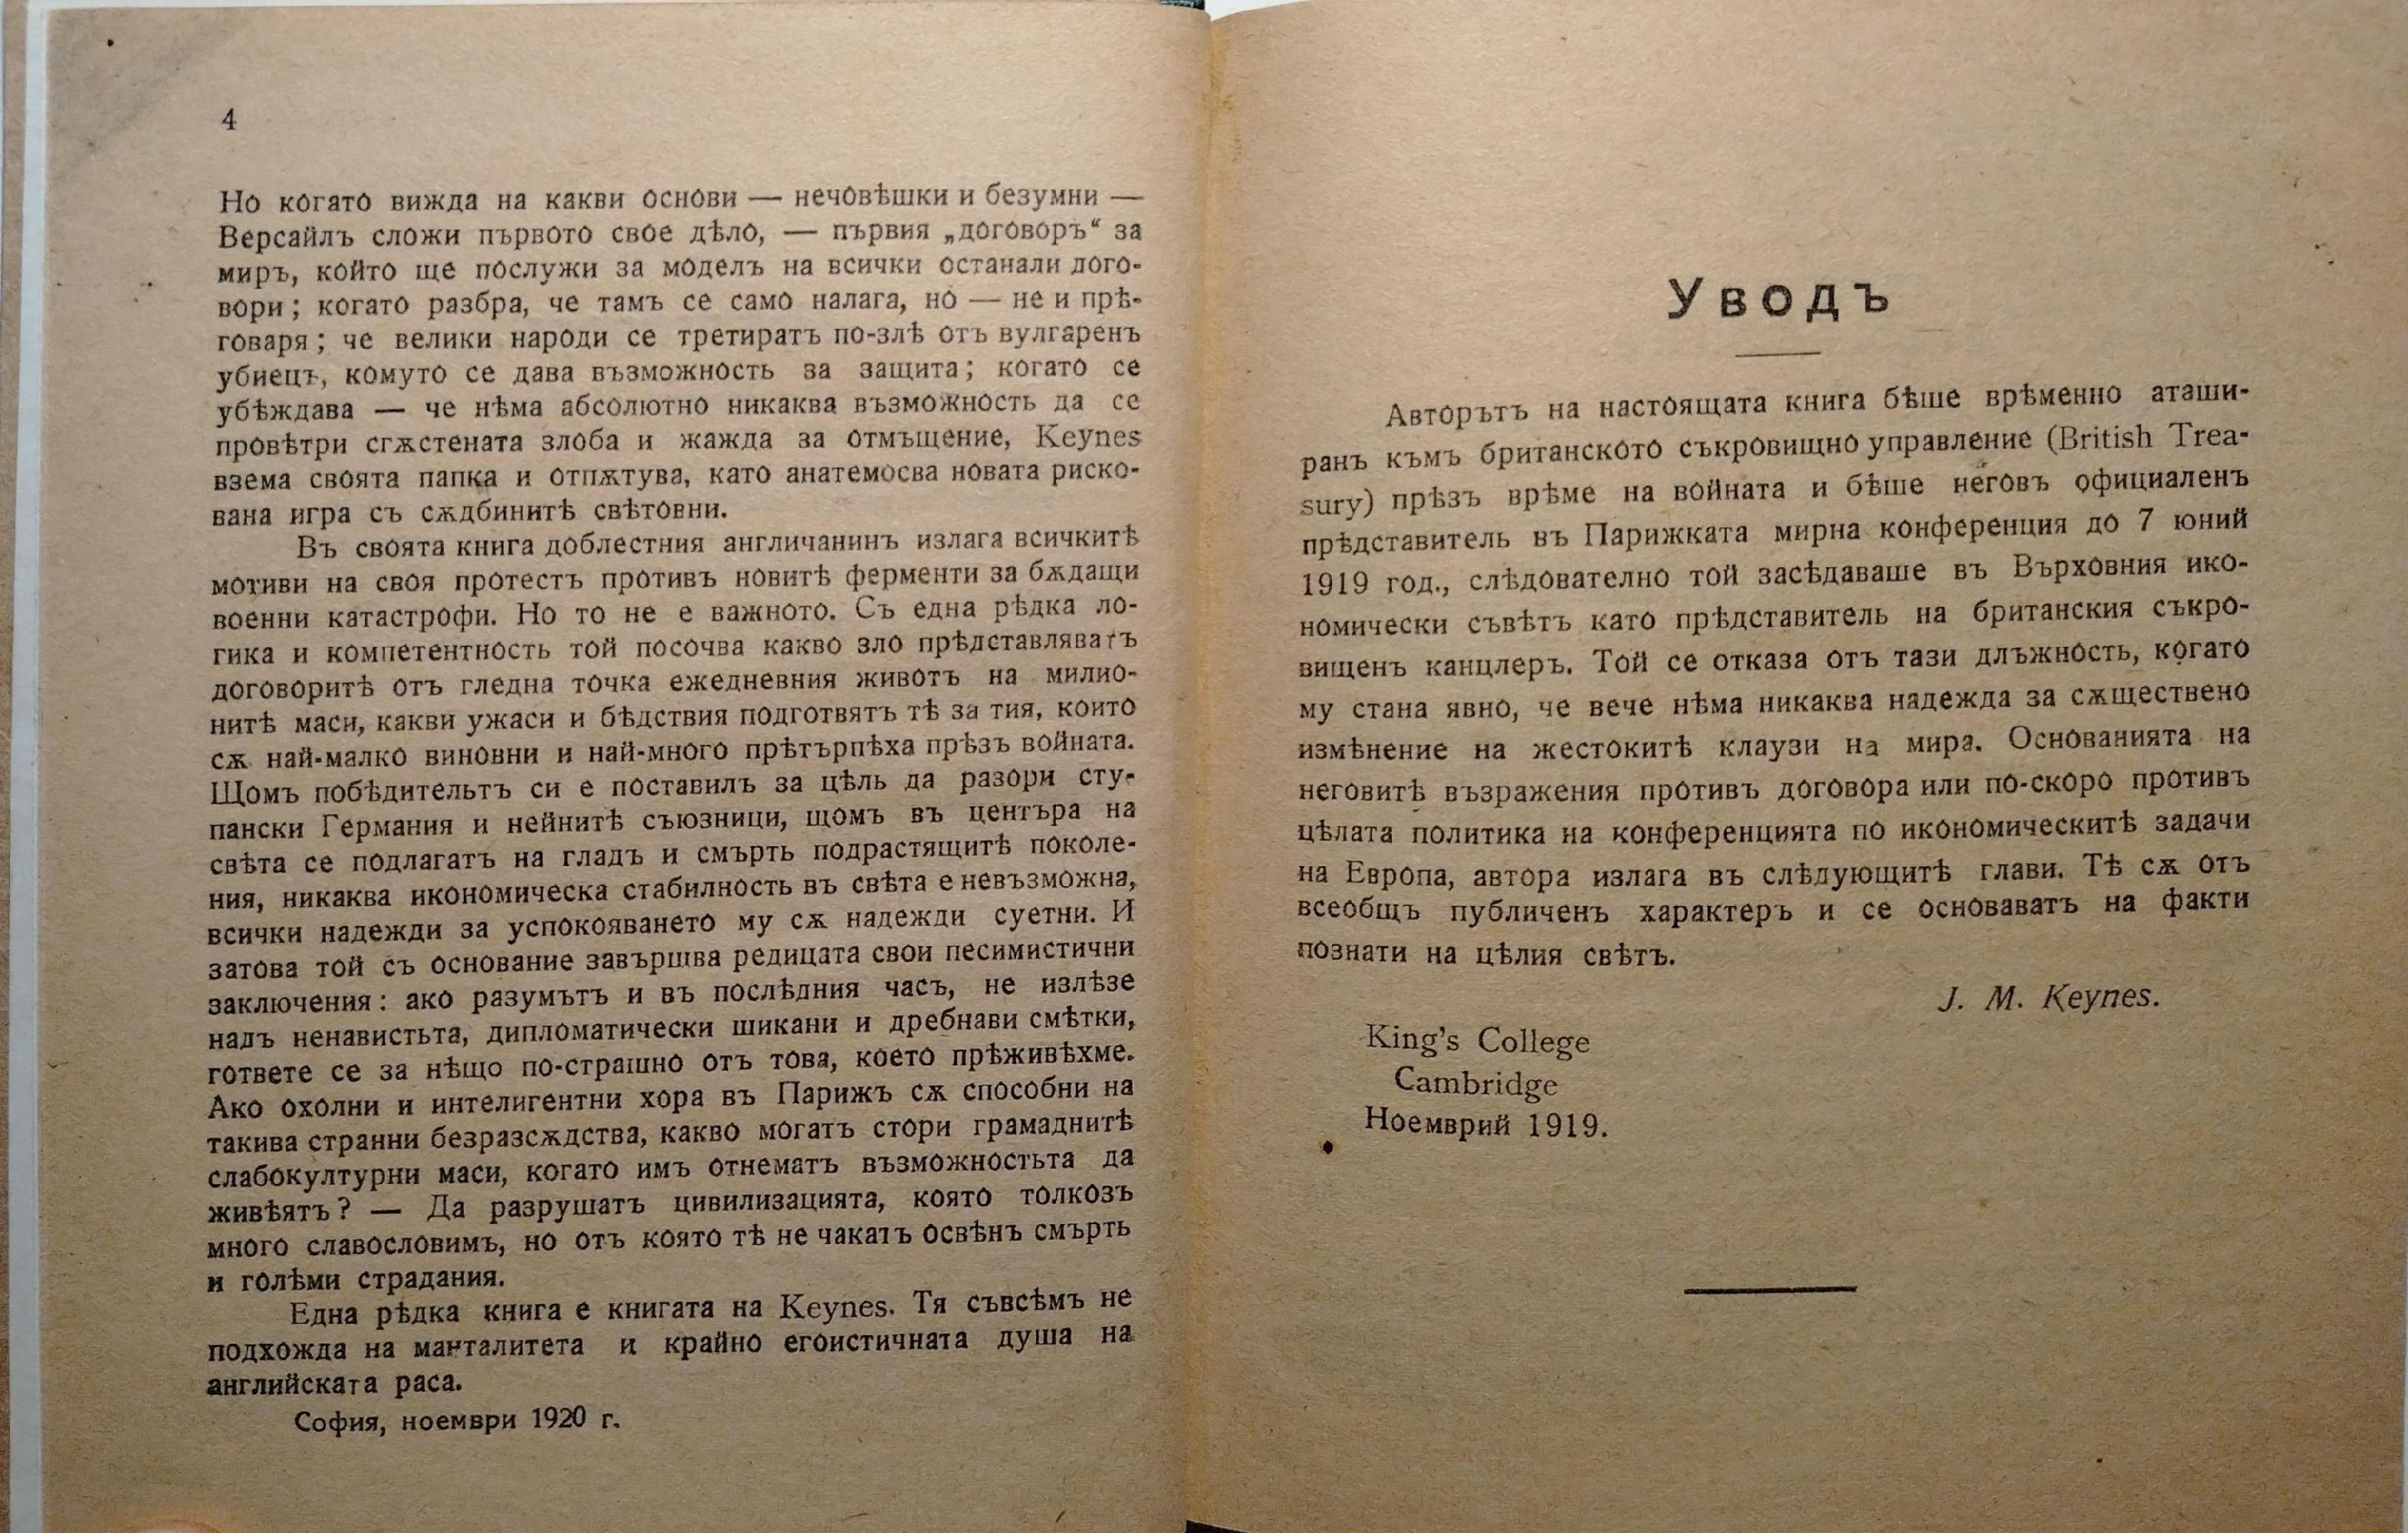 4
Но когато вижда на какви основи — нечовѣшки и безумни —
Версайлъ сложи първото свое дѣло, — първия „договоръ“ за
миръ, който ще послужи за моделъ на всички останали дого-
вори; когато разбра, че тамъ се само налага, но — не и прѣ-
говаря; че велики народи се третиратъ по-злѣ отъ вулгаренъ
убиецъ, комуто се дава възможность за защита; когато се
убѣждава — че нѣма абсолютно никаква възможность да се
провѣтри сгѫстената злоба и жажда за отмъщение, Keynes
взема своята папка и отпѫтува, като анатемосва новата риско-
вана игра съ сѫдбинитѣ свѣтовни.
Въ своята книга доблестния англичанинъ излага всичкитѣ
мотиви на своя протестъ противъ новитѣ ферменти за бѫдащи
военни катастрофи. Но то не е важното. Съ една рѣдка ло-
гика и компетентность той посочва какво зло прѣдставляватъ
договоритѣ отъ гледна точка ежедневния животъ на милио-
нитѣ маси, какви ужаси и бѣдствия подготвятъ тѣ за тия, които
сѫ най-малко виновни и най-много прѣтърпѣха прѣзъ войната.
Щомъ побѣдительтъ си е поставилъ за цѣль да разори сту-
пански Германия и нейнитѣ съюзници, щомъ въ центъра на
свѣта се подлагатъ на гладъ и смърть подрастящитѣ поколе-
ния, никаква икономическа стабилность въ свѣта е невъзможна,
всички надежди за успокояването му сѫ надежди суетни. И
затова той съ основание завършва редицата свои песимистични
заключения: ако разумътъ и въ послѣдния часъ, не излѣзе
надъ ненавистьта, дипломатически шикани и дребнави смѣтки,
гответе се за нѣщо по-страшно отъ това, което прѣживѣхме.
Ако охолни и интелигентни хора въ Парижъ сѫ способни на
такива странни безразсѫдства, какво могатъ стори грамаднитѣ
слабокултурни маси, когато имъ отнематъ възможностьта да
живѣятъ? — Да разрушатъ цивилизацията, която толкозъ
много славословимъ, но отъ която тѣ не чакатъ освѣнъ смърть
и голѣми страдания.
Една рѣдка книга е книгата на Keynes. Тя съвсѣмъ не
подхожда на манталитета и крайно егоистичната душа на
английската раса.
София, ноември 1920 г.
Уводъ
Авторътъ на настоящата книга бѣше врѣменно аташи-
ранъ къмъ британското съкровищно управление (British Trea-
sury) прѣзъ врѣме на войната и бѣше неговъ официаленъ
прѣдставитель въ Парижката мирна конференция до 7 юний
1919 год., слѣдователно той засѣдаваше въ Върховния ико-
номически съвѣтъ като прѣдставитель на британския съкро-
вищенъ канцлеръ. Той се отказа отъ тази длъжность, когато
му стана явно, че вече нѣма никаква надежда за сѫществено
измѣнение на жестокитѣ клаузи на мира. Основанията на
неговитѣ възражения противъ договора или по-скоро противъ
цѣлата политика на конференцията по икономическитѣ задачи
на Европа, автора излага въ слѣдующитѣ глави. Тѣ сѫ отъ
всеобщъ публиченъ характеръ и се основаватъ на факти
познати на цѣлия свѣтъ.
J. M. Keynes.
King's College
Cambridge
Ноемврий 1919.